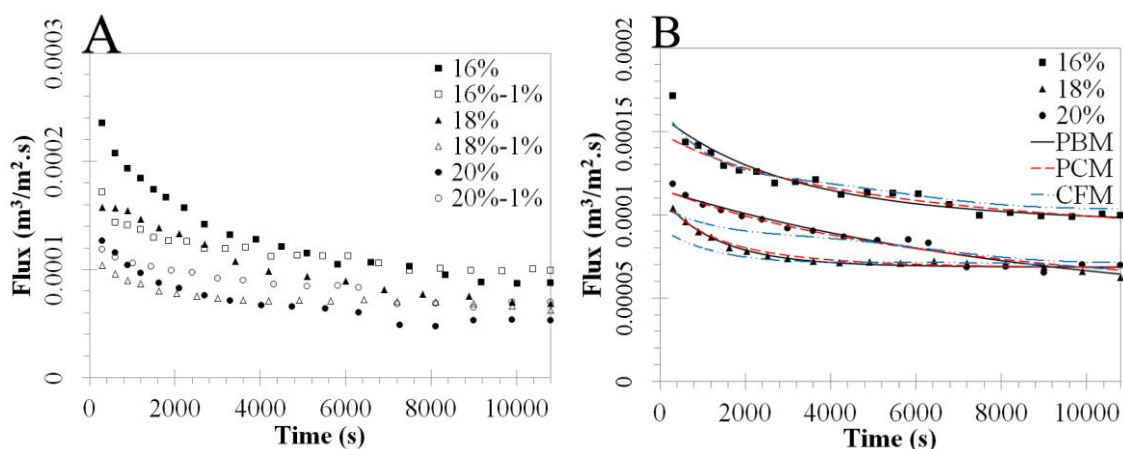 A
Flux (m³/m².s)
0.0003
0.0002
0.0001
0
16%
16%-1%
18%
18%-1%
20%
20%-1%
0 2000 4000 6000 8000 10000
Time (s)
B
Flux (m³/m².s)
0.0002
0.00015
0.0001
0.00005
0
16%
18%
20%
PBM
PCM
CFM
0 2000 4000 6000 8000 10000
Time (s)